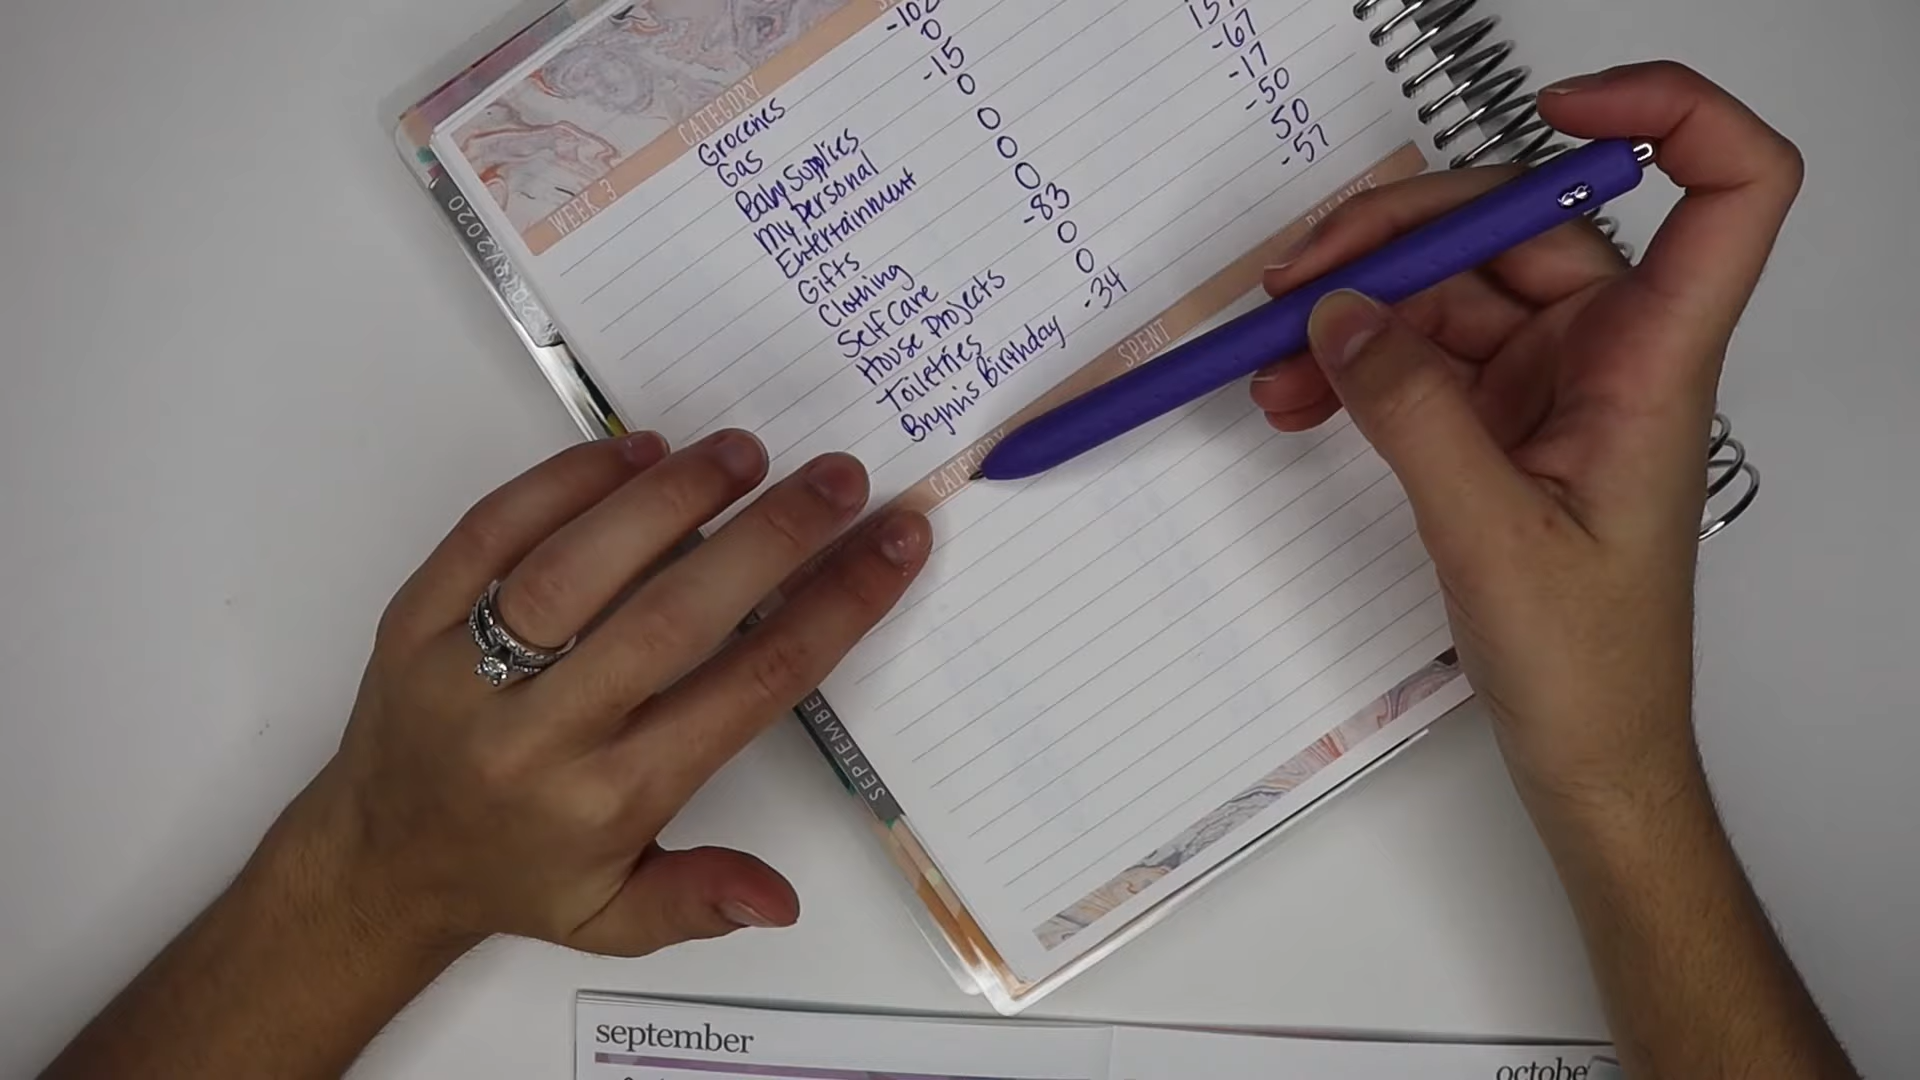 WEEK 3 CATEGORY
Groceries -102
Gas 0
Baby Supplies -15
My Personal 0
Entertainment 0
Gifts 0
Clothing 0 -67
Self Care -83 -17
House Projects 0 -50
Toiletries 0 50
Brynn's Birthday -34 -57
CATEGORY SPENT BALANCE
SEPTEMBE
september
octobe